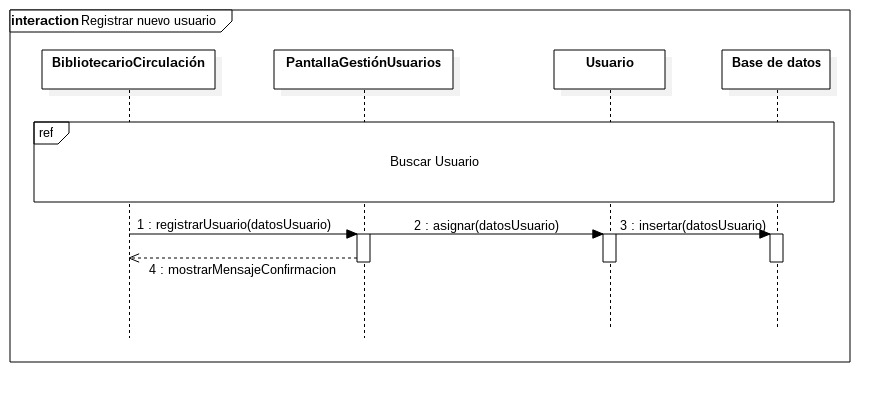 interaction Registrar nuevo usuario
BibliotecarioCirculación
PantallaGestiónUsuarios
Usuario
Base de datos
ref
Buscar Usuario
1 : registrarUsuario(datosUsuario)
2 : asignar(datosUsuario)
3 : insertar(datosUsuario)
4 : mostrarMensajeConfirmacion